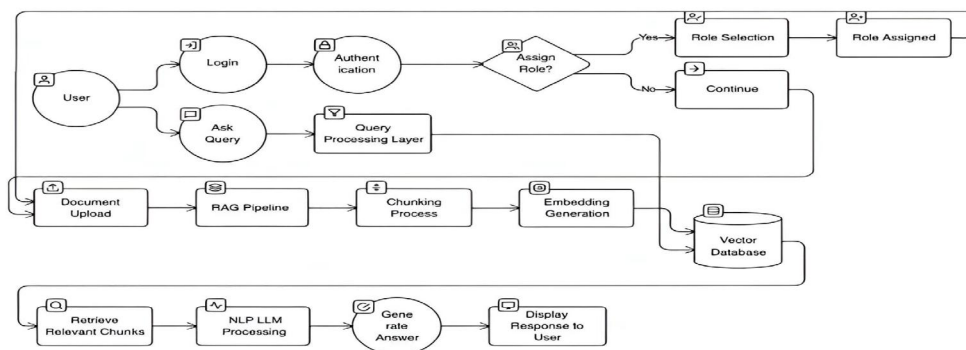 User
Login
Authent
ication
Assign
Role?
Yes
No
Role Selection
Role Assigned
Continue
Ask
Query
Query
Processing Layer
Document
Upload
RAG Pipeline
Chunking
Process
Embedding
Generation
Vector
Database
Retrieve
Relevant Chunks
NLP LLM
Processing
Gene
rate
Answer
Display
Response to
User